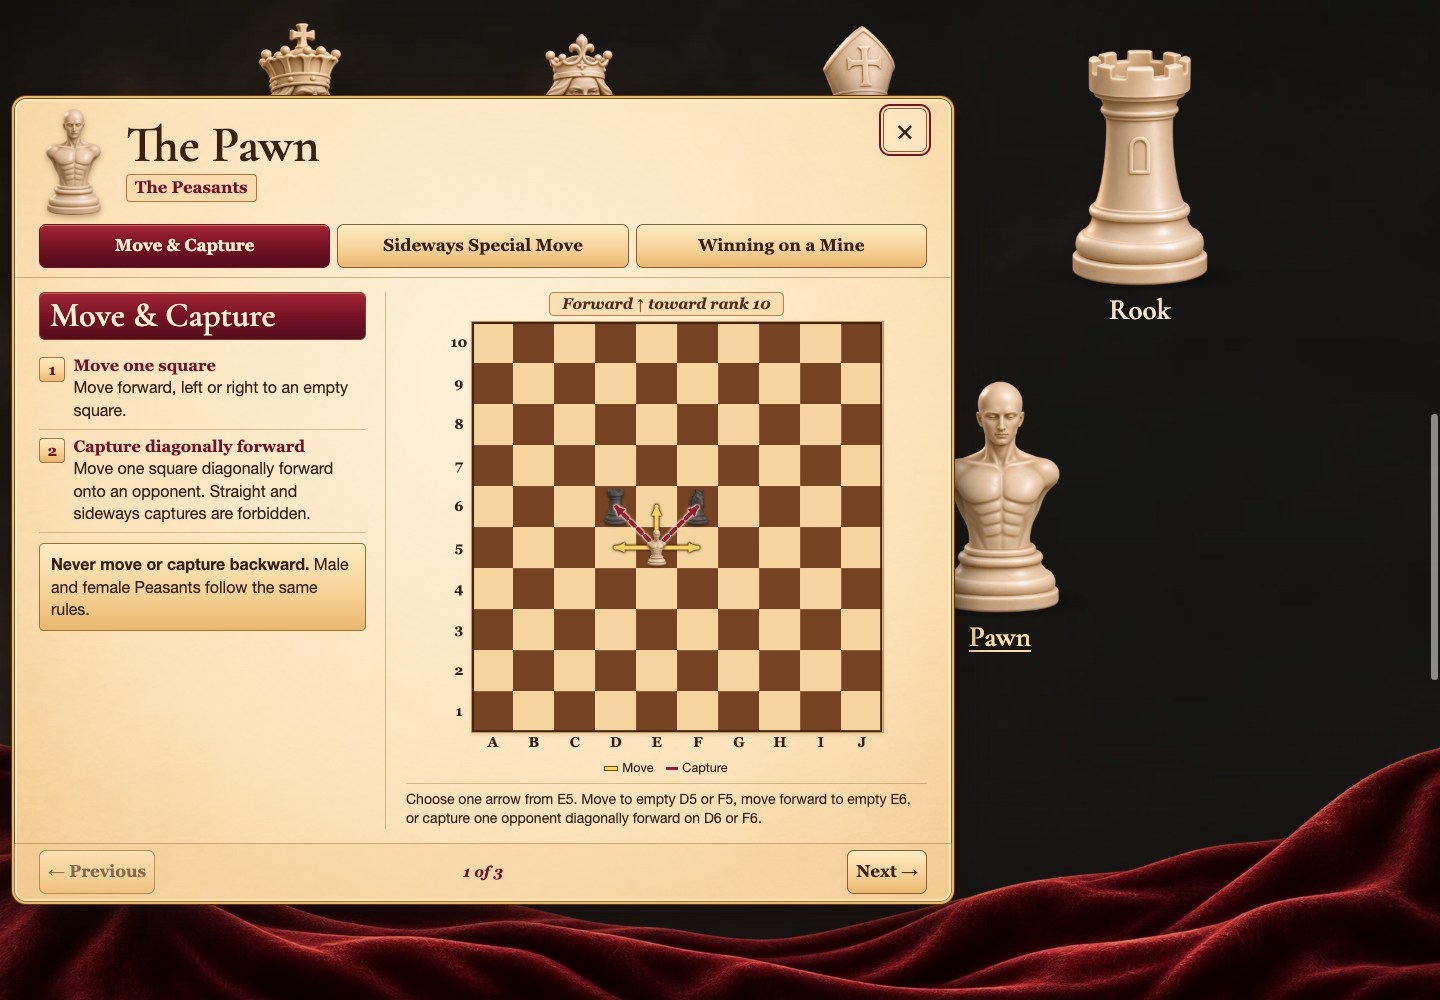 The Pawn
The Peasants
×
Move & Capture
Sideways Special Move
Winning on a Mine
Move & Capture
1
Move one square
Move forward, left or right to an empty
square.
2
Capture diagonally forward
Move one square diagonally forward
onto an opponent. Straight and
sideways captures are forbidden.
Never move or capture backward. Male
and female Peasants follow the same
rules.
Forward ↑ toward rank 10
10
9
8
7
6
5
4
3
2
1
A B C D E F G H I J
Move Capture
Choose one arrow from E5. Move to empty D5 or F5, move forward to empty E6,
or capture one opponent diagonally forward on D6 or F6.
← Previous
1 of 3
Next →
Rook
Pawn